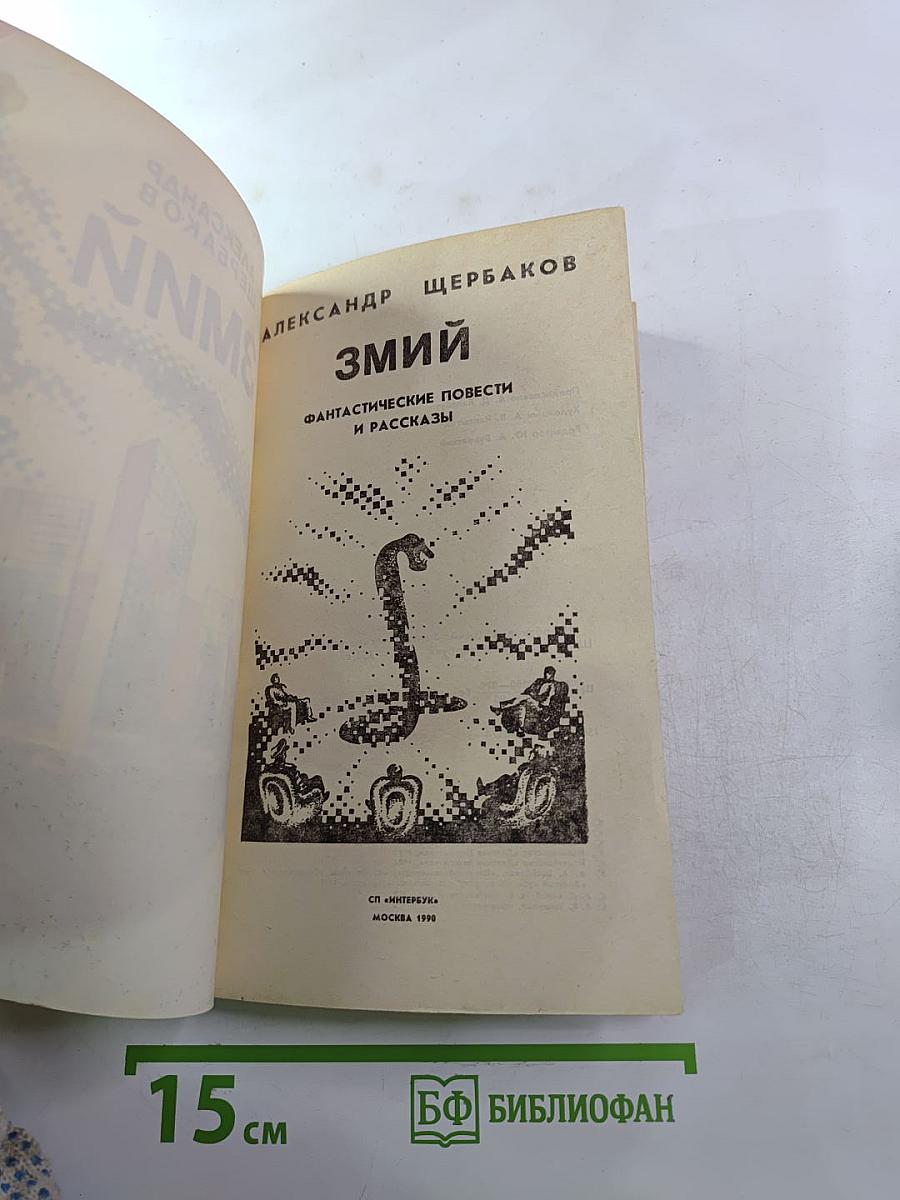 АЛЕКСАНДР ЩЕРБАКОВ
ЗМИЙ
ФАНТАСТИЧЕСКИЕ ПОВЕСТИ
И РАССКАЗЫ
СП «ИНТЕРБУК»
МОСКВА 1990
15 см
БФ БИБЛИОФАН